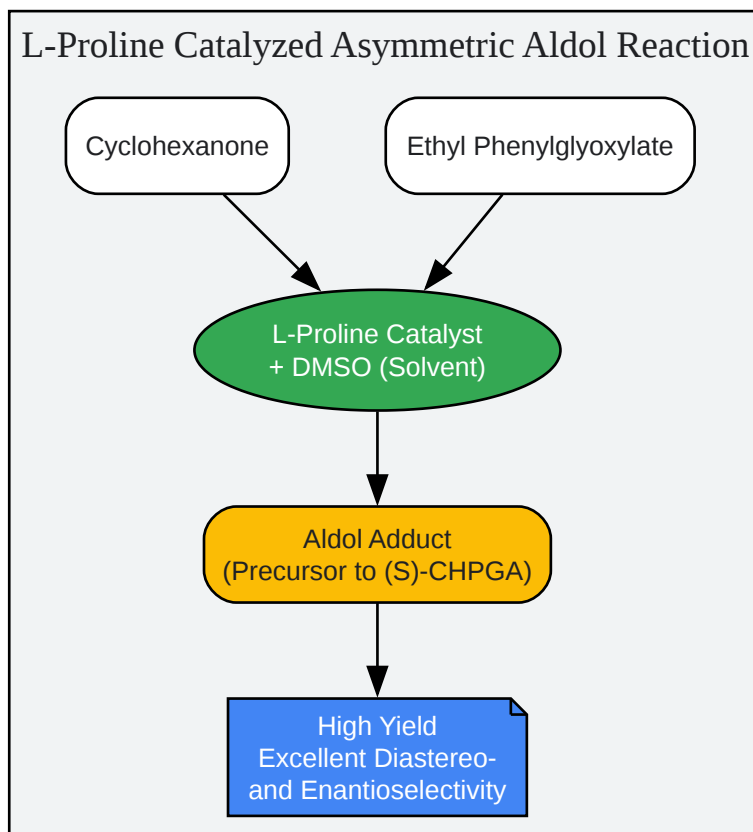 L-Proline Catalyzed Asymmetric Aldol Reaction
Cyclohexanone
Ethyl Phenylglyoxylate
L-Proline Catalyst
+ DMSO (Solvent)
Aldol Adduct
(Precursor to (S)-CHPGA)
High Yield
Excellent Diastereo-
and Enantioselectivity